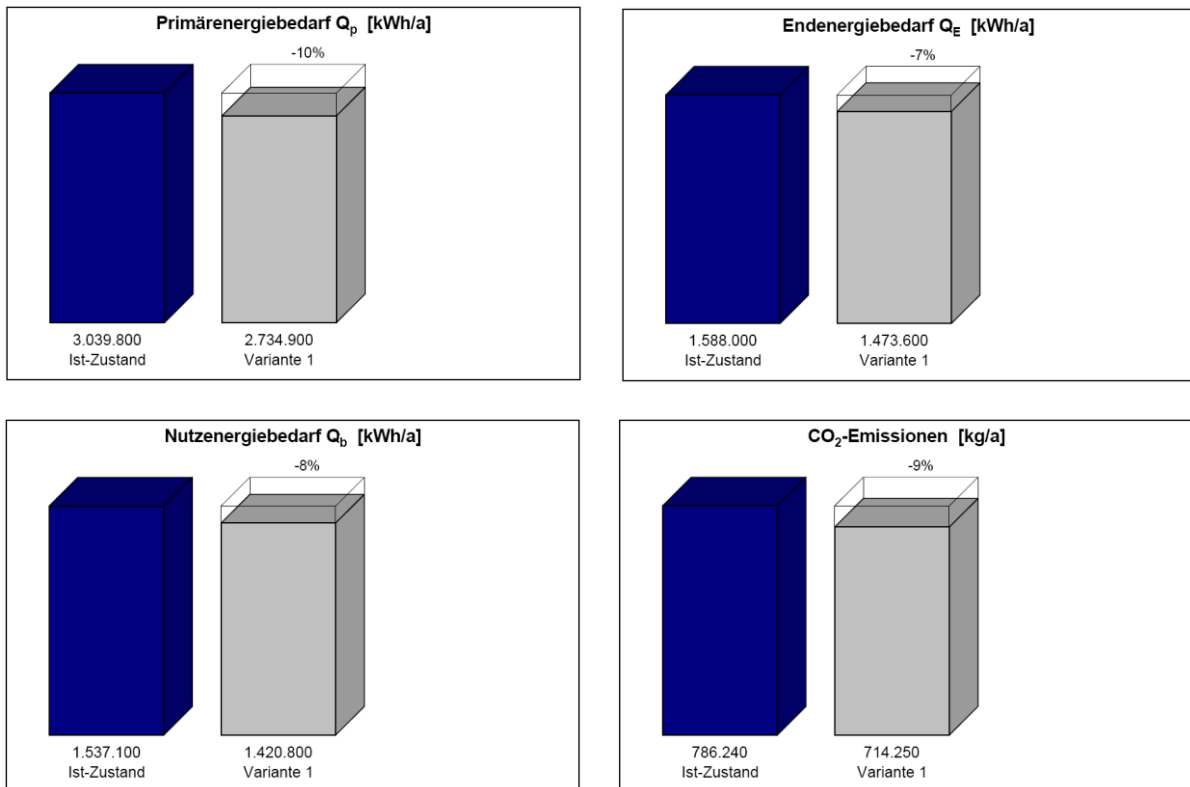 Primärenergiebedarf Qp [kWh/a]
-10%
3.039.800
2.734.900
Ist-Zustand
Variante 1
Endenergiebedarf QE [kWh/a]
-7%
1.588.000
1.473.600
Ist-Zustand
Variante 1
Nutzenergiebedarf Qb [kWh/a]
-8%
1.537.100
1.420.800
Ist-Zustand
Variante 1
CO2-Emissionen [kg/a]
-9%
786.240
714.250
Ist-Zustand
Variante 1